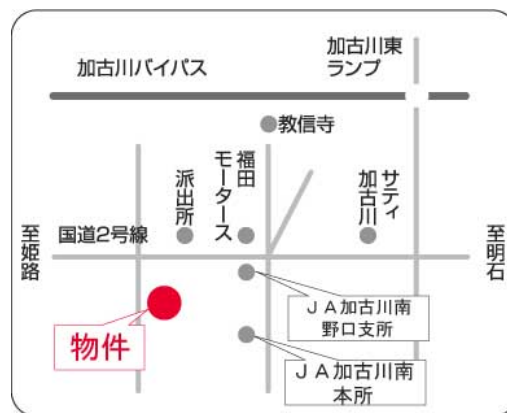 加古川東
ランプ
加古川バイパス
教信寺
福田
モータース
派出所
サティ
加古川
国道2号線
至姫路
至明石
物件
JA加古川南
野口支所
JA加古川南
本所